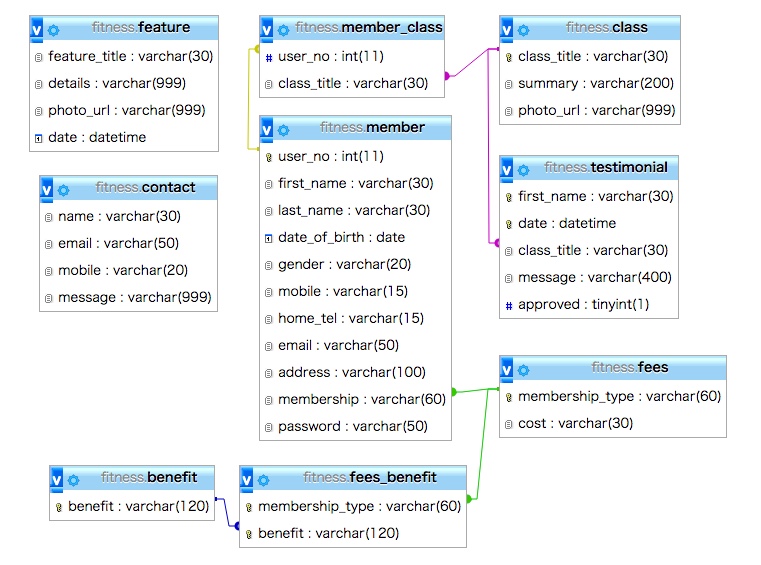 fitness.feature
feature_title : varchar(30)
details : varchar(999)
photo_url : varchar(999)
date : datetime
fitness.member_class
user_no : int(11)
class_title : varchar(30)
fitness.class
class_title : varchar(30)
summary : varchar(200)
photo_url : varchar(999)
fitness.member
user_no : int(11)
first_name : varchar(30)
last_name : varchar(30)
date_of_birth : date
gender : varchar(20)
mobile : varchar(15)
home_tel : varchar(15)
email : varchar(50)
address : varchar(100)
membership : varchar(60)
password : varchar(50)
fitness.testimonial
first_name : varchar(30)
date : datetime
class_title : varchar(30)
message : varchar(400)
approved : tinyint(1)
fitness.contact
name : varchar(30)
email : varchar(50)
mobile : varchar(20)
message : varchar(999)
fitness.fees
membership_type : varchar(60)
cost : varchar(30)
fitness.benefit
benefit : varchar(120)
fitness.fees_benefit
membership_type : varchar(60)
benefit : varchar(120)